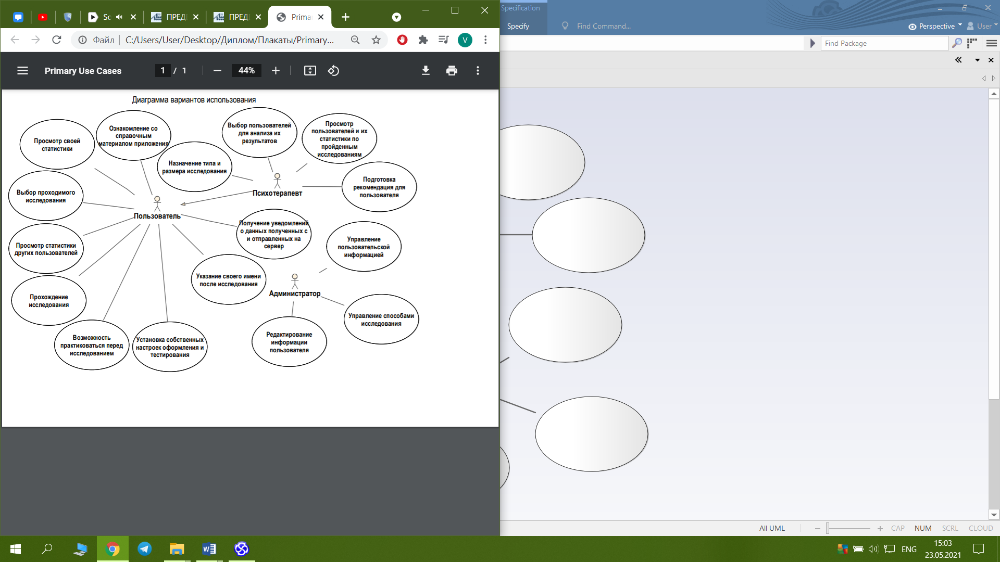 Sc
ПРЕД
ПРЕД
Prima
Файл
C:/Users/User/Desktop/Диплом/Плакаты/Primary...
V
Primary Use Cases
1 / 1
44%
Диаграмма вариантов использования
Просмотр своей
статистики
Ознакомление со
справочным
материалом приложения
Назначение типа и
размера исследования
Выбор пользователей
для анализа их
результатов
Просмотр
пользователей и их
статистики по
пройденным
исследованиям
Подготовка
рекомендация для
пользователя
Психотерапевт
Выбор проходимого
исследования
Пользователь
Получение уведомлений
о данных полученных с
и отправленных на
сервер
Просмотр статистики
других пользователей
Управление
пользовательской
информацией
Указание своего имени
после исследования
Администратор
Прохождение
исследования
Управление способами
исследования
Возможность
практиковаться перед
исследованием
Установка собственных
настроек оформления и
тестирования
Редактирование
информации
пользователя
Specification
Specify
Find Command...
Perspective
User
Find Package
All UML
CAP
NUM
SCRL
CLOUD
ENG
15:03
23.05.2021